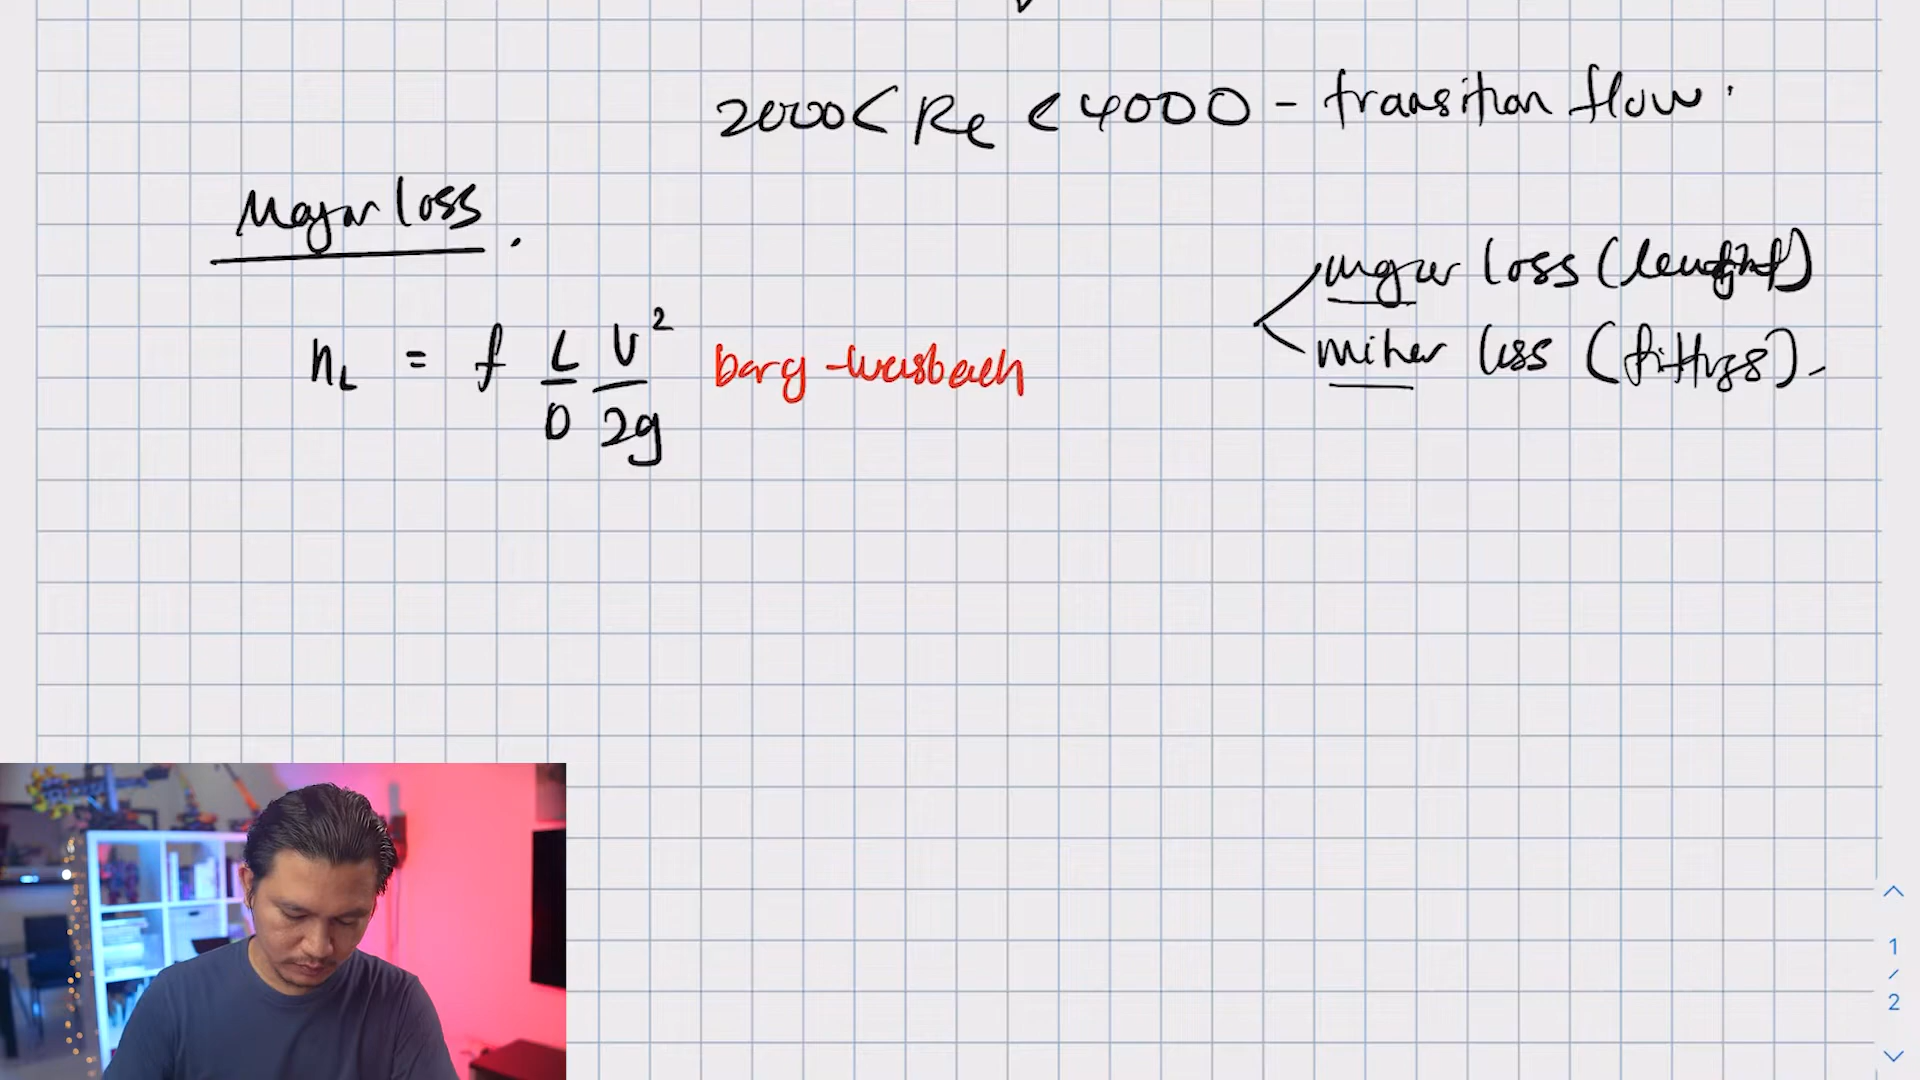 2000 < Re < 4000 - transition flow.
Major loss.
major loss (length)
minor loss (fittings).
hL = f L/D V²/2g Darcy-Weisbach
1
/
2